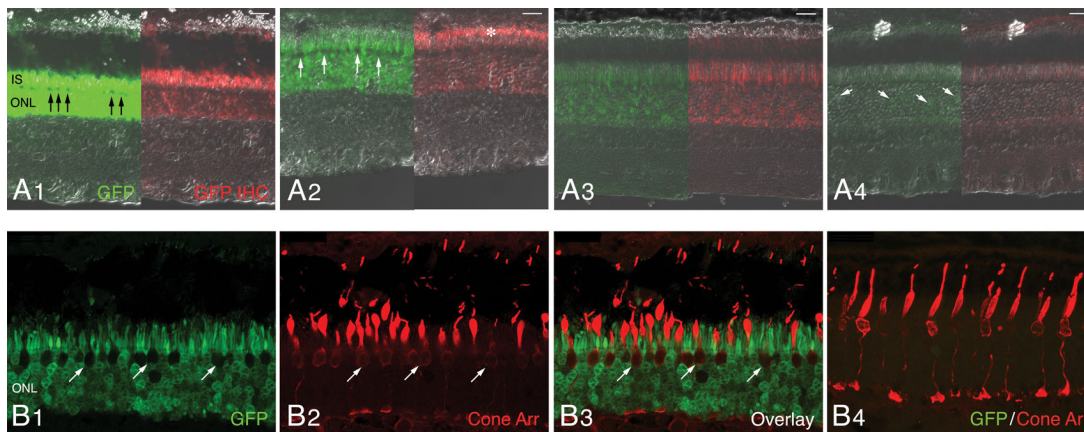 IS
ONL
A1
GFP
GFP IHC
*
A2
A3
A4
ONL
B1
GFP
B2
Cone Arr
B3
Overlay
B4
GFP/Cone Ar